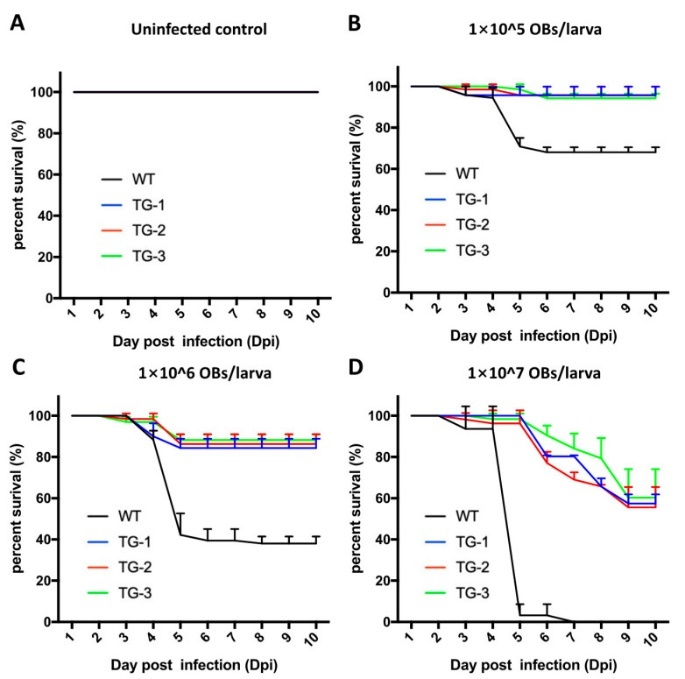 A
Uninfected control
percent surival (%)
100
80
60
40
20
0
WT
TG-1
TG-2
TG-3
1 2 3 4 5 6 7 8 9 10
Day post infection (Dpi)
B
1×10^5 OBs/larva
percent survial (%)
100
80
60
40
20
0
WT
TG-1
TG-2
TG-3
1 2 3 4 5 6 7 8 9 10
Day post infection (Dpi)
C
1×10^6 OBs/larva
percent survial (%)
100
80
60
40
20
0
WT
TG-1
TG-2
TG-3
1 2 3 4 5 6 7 8 9 10
Day post infection (Dpi)
D
1×10^7 OBs/larva
percent survial (%)
100
80
60
40
20
0
WT
TG-1
TG-2
TG-3
1 2 3 4 5 6 7 8 9 10
Day post infection (Dpi)